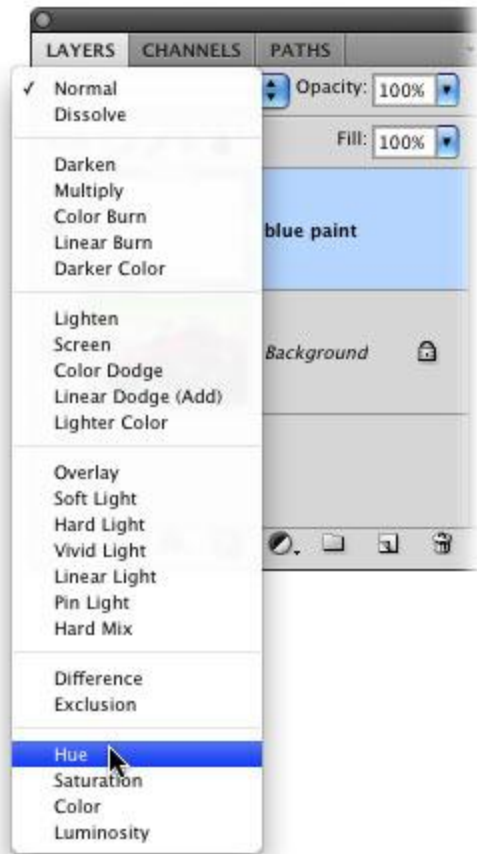 LAYERS CHANNELS PATHS
✓ Normal
Opacity: 100%
Dissolve
Fill: 100%
Darken
Multiply
Color Burn
Linear Burn
Darker Color
blue paint
Lighten
Screen
Color Dodge
Linear Dodge (Add)
Lighter Color
Background
Overlay
Soft Light
Hard Light
Vivid Light
Linear Light
Pin Light
Hard Mix
Difference
Exclusion
Hue
Saturation
Color
Luminosity